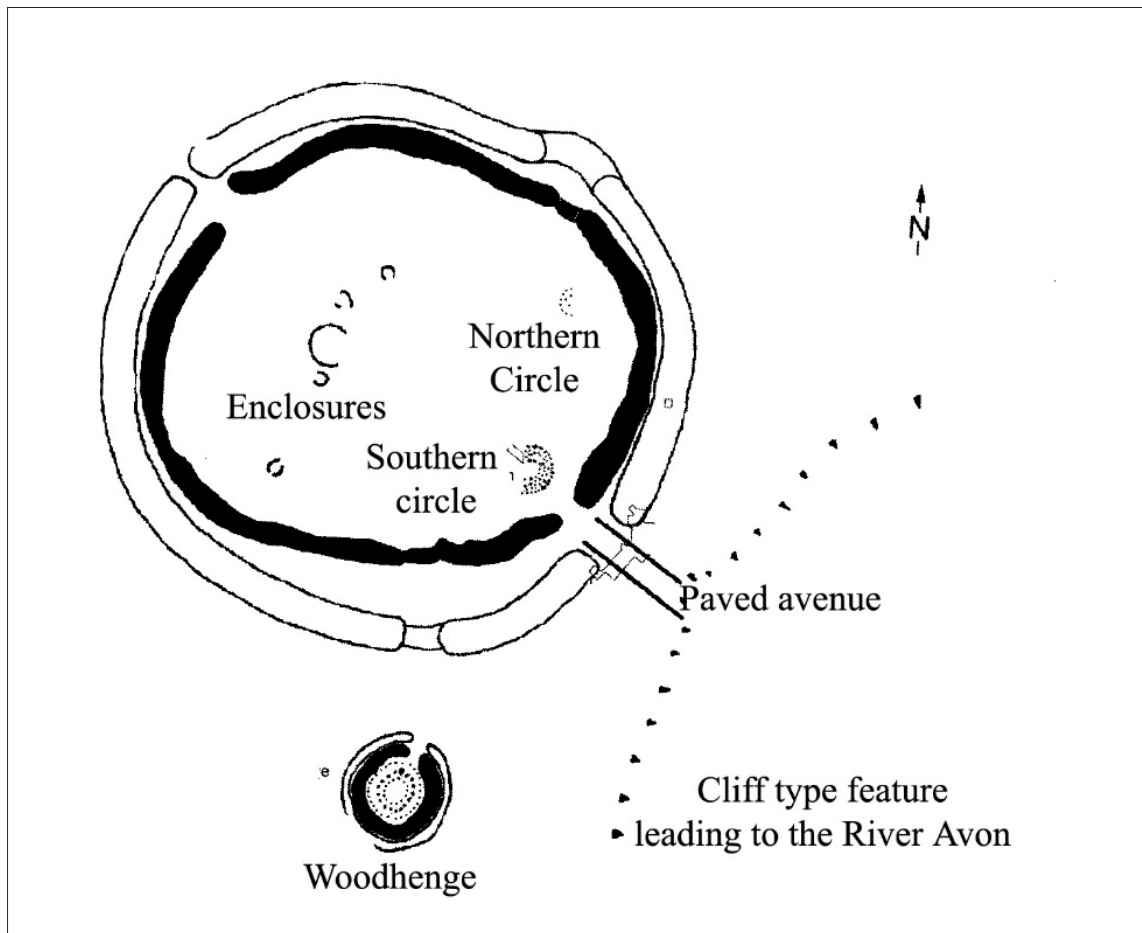 N
Northern
Circle
Enclosures
Southern
circle
Paved avenue
Cliff type feature
leading to the River Avon
Woodhenge